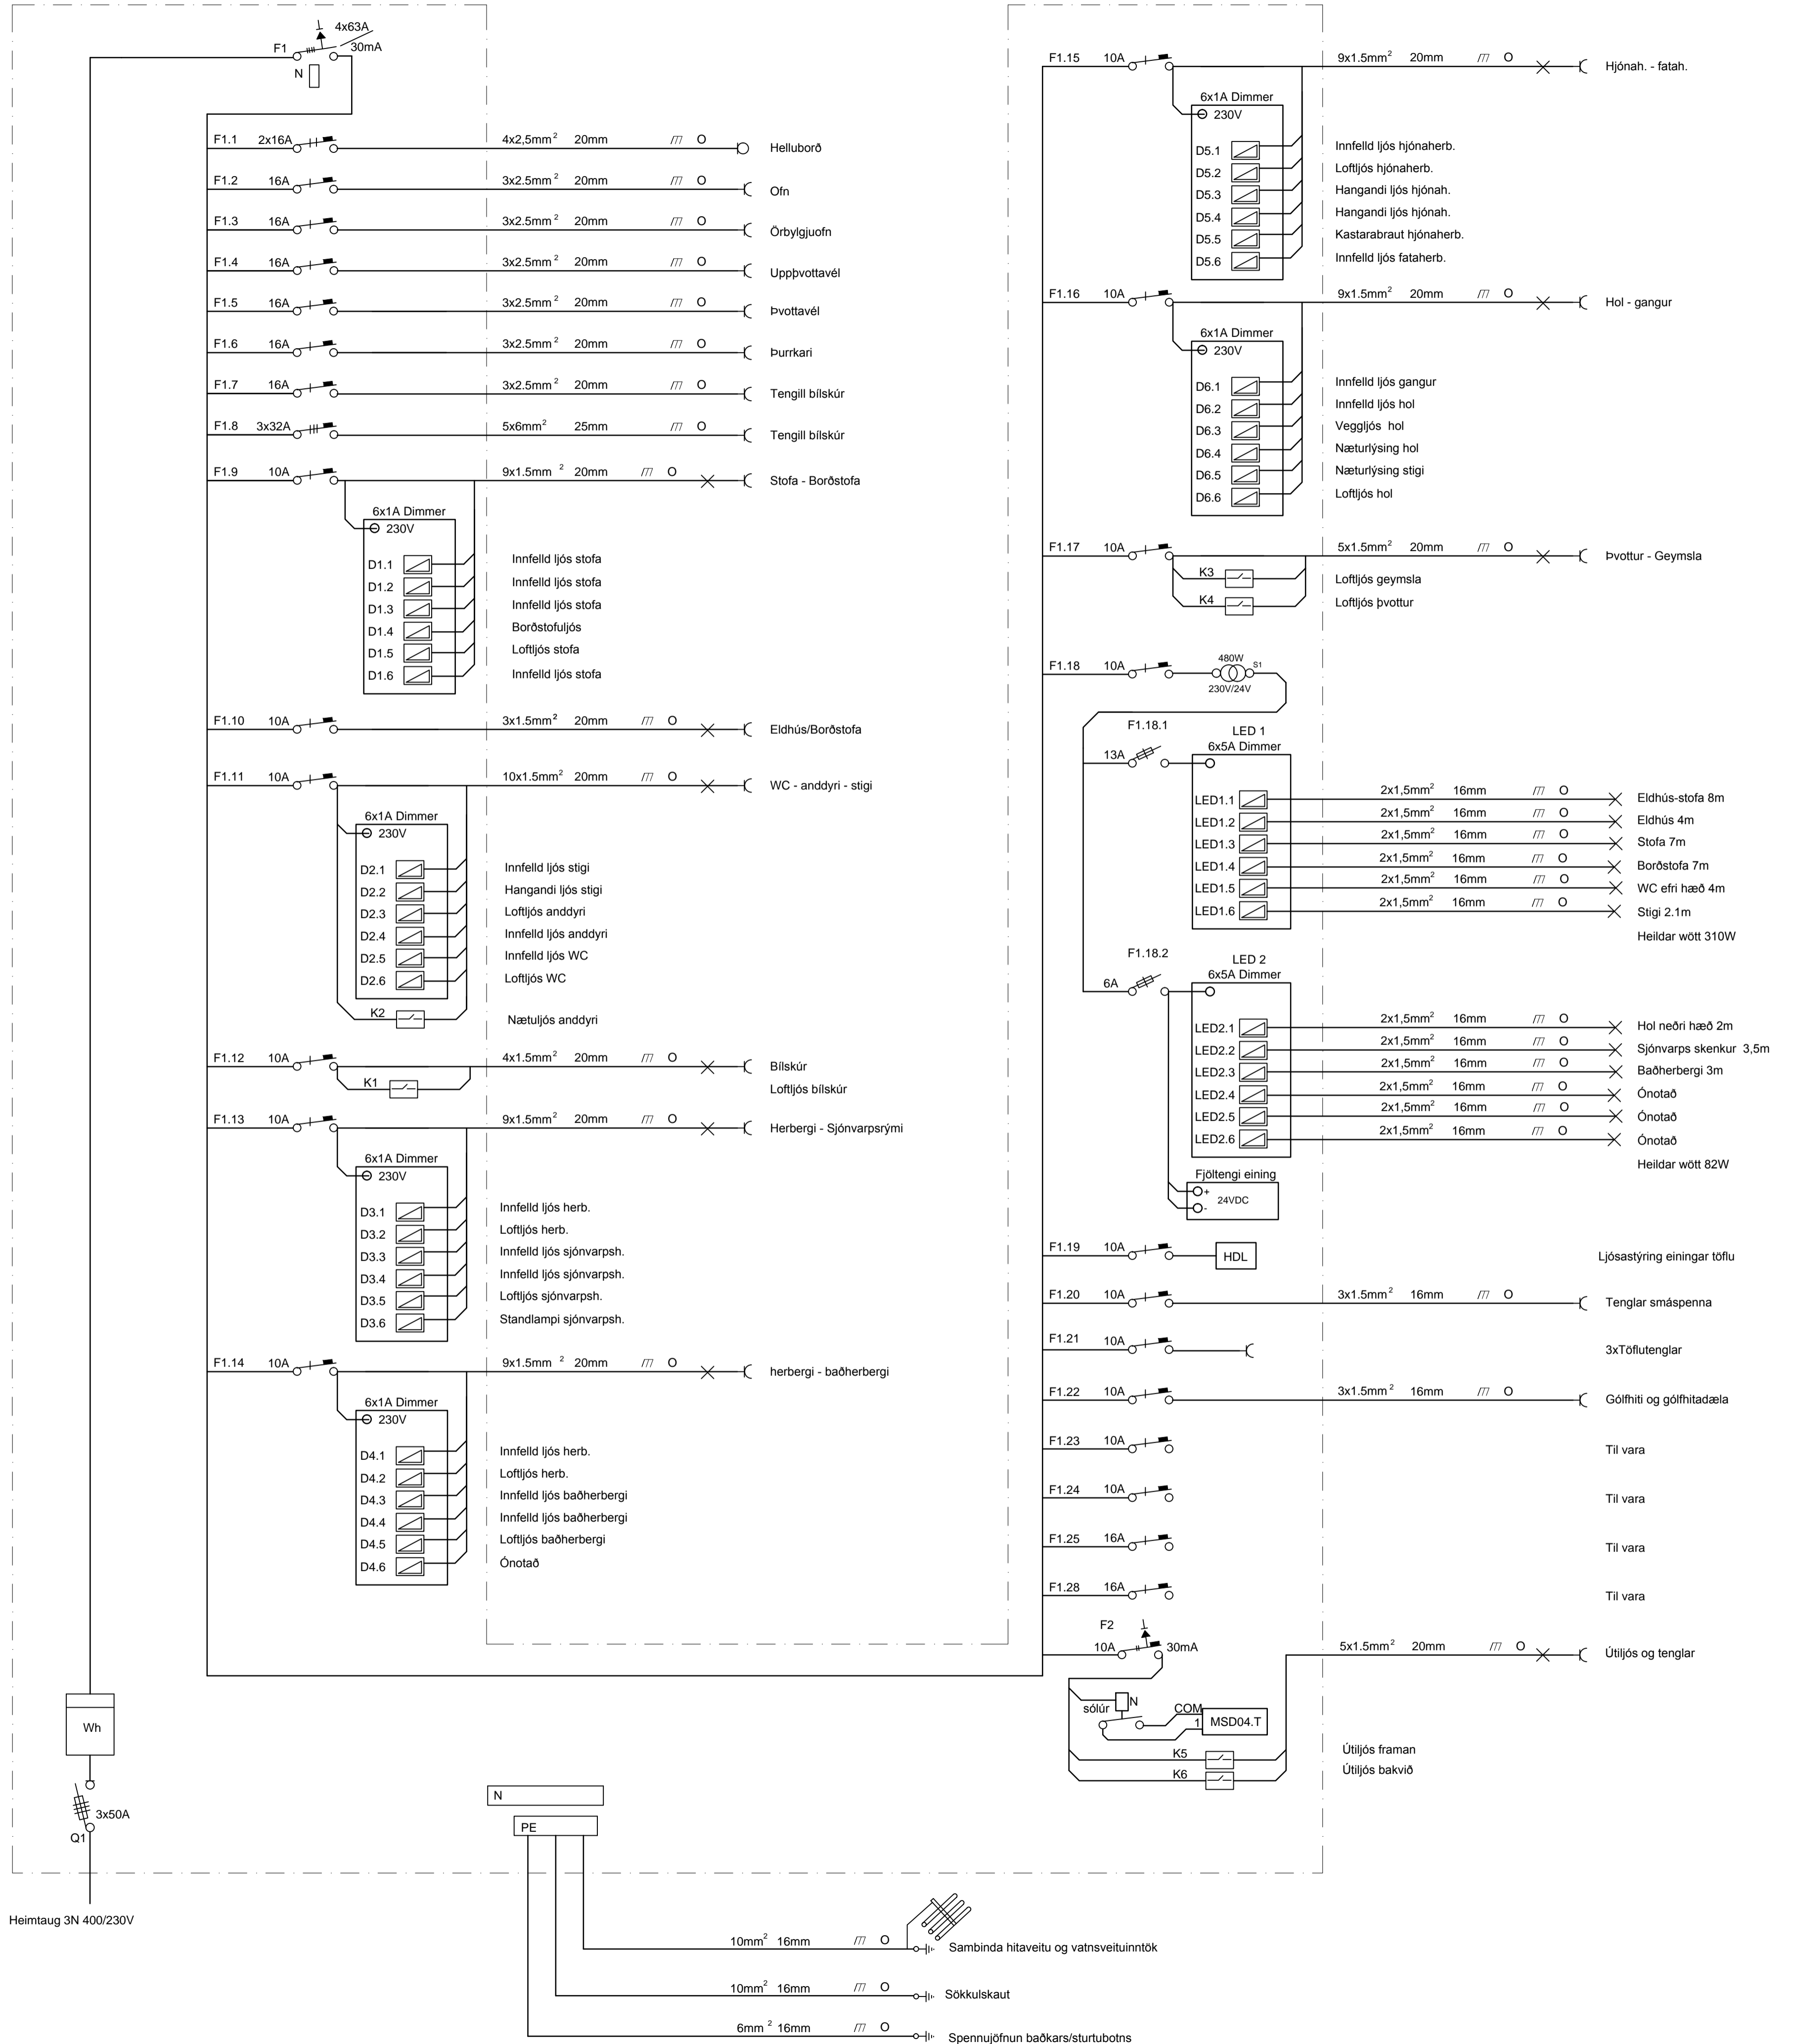 F1 4x63A
30mA
N
F1.1 2x16A 4x2,5mm² 20mm O Helluborð
F1.2 16A 3x2.5mm² 20mm O Ofn
F1.3 16A 3x2.5mm² 20mm O Örbylgjuofn
F1.4 16A 3x2.5mm² 20mm O Uppþvottavél
F1.5 16A 3x2.5mm² 20mm O Þvottavél
F1.6 16A 3x2.5mm² 20mm O Þurrkari
F1.7 16A 3x2.5mm² 20mm O Tengill bílskúr
F1.8 3x32A 5x6mm² 25mm O Tengill bílskúr
F1.9 10A 9x1.5mm² 20mm O Stofa - Borðstofa
6x1A Dimmer
230V
D1.1 Innfelld ljós stofa
D1.2 Innfelld ljós stofa
D1.3 Innfelld ljós stofa
D1.4 Borðstofuljós
D1.5 Loftljós stofa
D1.6 Innfelld ljós stofa
F1.10 10A 3x1.5mm² 20mm O Eldhús/Borðstofa
F1.11 10A 10x1.5mm² 20mm O WC - anddyri - stigi
6x1A Dimmer
230V
D2.1 Innfelld ljós stigi
D2.2 Hangandi ljós stigi
D2.3 Loftljós anddyri
D2.4 Innfelld ljós anddyri
D2.5 Innfelld ljós WC
D2.6 Loftljós WC
K2 Nætuljós anddyri
F1.12 10A 4x1.5mm² 20mm O Bílskúr
K1 Loftljós bílskúr
F1.13 10A 9x1.5mm² 20mm O Herbergi - Sjónvarpsrými
6x1A Dimmer
230V
D3.1 Innfelld ljós herb.
D3.2 Loftljós herb.
D3.3 Innfelld ljós sjónvarpsh.
D3.4 Innfelld ljós sjónvarpsh.
D3.5 Loftljós sjónvarpsh.
D3.6 Standlampi sjónvarpsh.
F1.14 10A 9x1.5mm² 20mm O herbergi - baðherbergi
6x1A Dimmer
230V
D4.1 Innfelld ljós herb.
D4.2 Loftljós herb.
D4.3 Innfelld ljós baðherbergi
D4.4 Innfelld ljós baðherbergi
D4.5 Loftljós baðherbergi
D4.6 Ónotað
Wh
3x50A
Q1
Heimtaug 3N 400/230V
F1.15 10A 9x1.5mm² 20mm O Hjónah. - fatah.
6x1A Dimmer
230V
D5.1 Innfelld ljós hjónaherb.
D5.2 Loftljós hjónaherb.
D5.3 Hangandi ljós hjónah.
D5.4 Hangandi ljós hjónah.
D5.5 Kastarabraut hjónaherb.
D5.6 Innfelld ljós fataherb.
F1.16 10A 9x1.5mm² 20mm O Hol - gangur
6x1A Dimmer
230V
D6.1 Innfelld ljós gangur
D6.2 Innfelld ljós hol
D6.3 Veggljós hol
D6.4 Næturlýsing hol
D6.5 Næturlýsing stigi
D6.6 Loftljós hol
F1.17 10A 5x1.5mm² 20mm O Þvottur - Geymsla
K3 Loftljós geymsla
K4 Loftljós þvottur
F1.18 10A 480W S1
230V/24V
F1.18.1
13A
LED 1
6x5A Dimmer
LED1.1 2x1,5mm² 16mm O Eldhús-stofa 8m
LED1.2 2x1,5mm² 16mm O Eldhús 4m
LED1.3 2x1,5mm² 16mm O Stofa 7m
LED1.4 2x1,5mm² 16mm O Borðstofa 7m
LED1.5 2x1,5mm² 16mm O WC efri hæð 4m
LED1.6 2x1,5mm² 16mm O Stigi 2.1m
Heildar wött 310W
F1.18.2
6A
LED 2
6x5A Dimmer
LED2.1 2x1,5mm² 16mm O Hol neðri hæð 2m
LED2.2 2x1,5mm² 16mm O Sjónvarps skenkur 3,5m
LED2.3 2x1,5mm² 16mm O Baðherbergi 3m
LED2.4 2x1,5mm² 16mm O Ónotað
LED2.5 2x1,5mm² 16mm O Ónotað
LED2.6 2x1,5mm² 16mm O Ónotað
Heildar wött 82W
Fjöltengi eining
+
24VDC
-
F1.19 10A HDL Ljósastýring einingar töflu
F1.20 10A 3x1.5mm² 16mm O Tenglar smáspenna
F1.21 10A 3xTöflutenglar
F1.22 10A 3x1.5mm² 16mm O Gólfhiti og gólfhitadæla
F1.23 10A Til vara
F1.24 10A Til vara
F1.25 16A Til vara
F1.28 16A Til vara
F2
10A 30mA 5x1.5mm² 20mm O Útiljós og tenglar
sólúr N COM
1 MSD04.T
K5 Útiljós framan
K6 Útiljós bakvið
N
PE
10mm² 16mm O Sambinda hitaveitu og vatnsveituinntök
10mm² 16mm O Sökkulskaut
6mm² 16mm O Spennujöfnun baðkars/sturtubotns